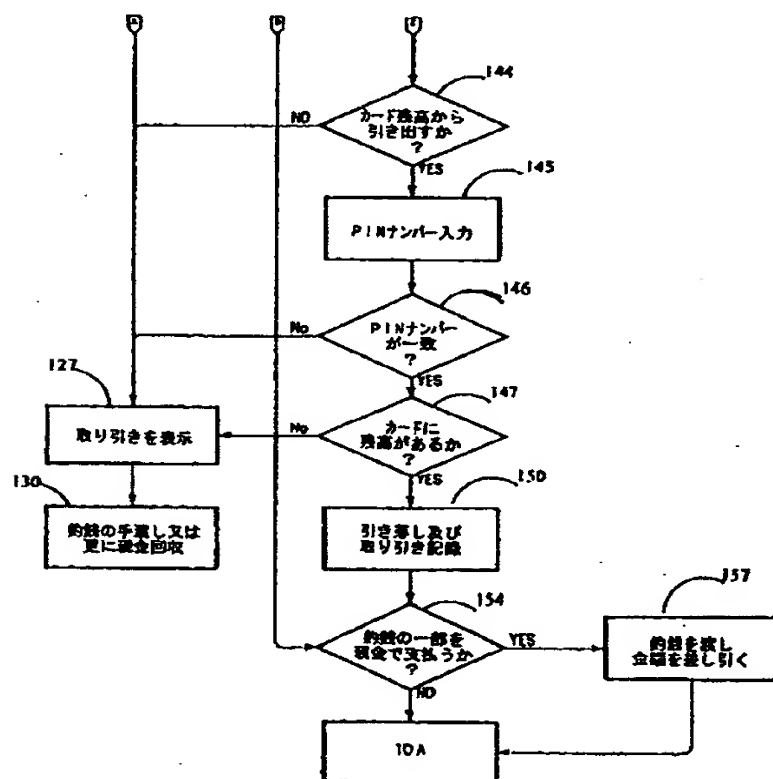 A
144
NO
カード残高から
引き出すか
?
YES
145
PINナンバー入力
146
No
PINナンバー
が一致
?
YES
127
147
取り引きを表示
No
カードに
残高があるか
?
YES
130
150
釣銭の手渡し又は
更に現金回収
引き落し及び
取り引き記録
154
157
釣銭の一部を
現金で支払うか
?
YES
釣銭を渡し
金額を差し引く
NO
TOA